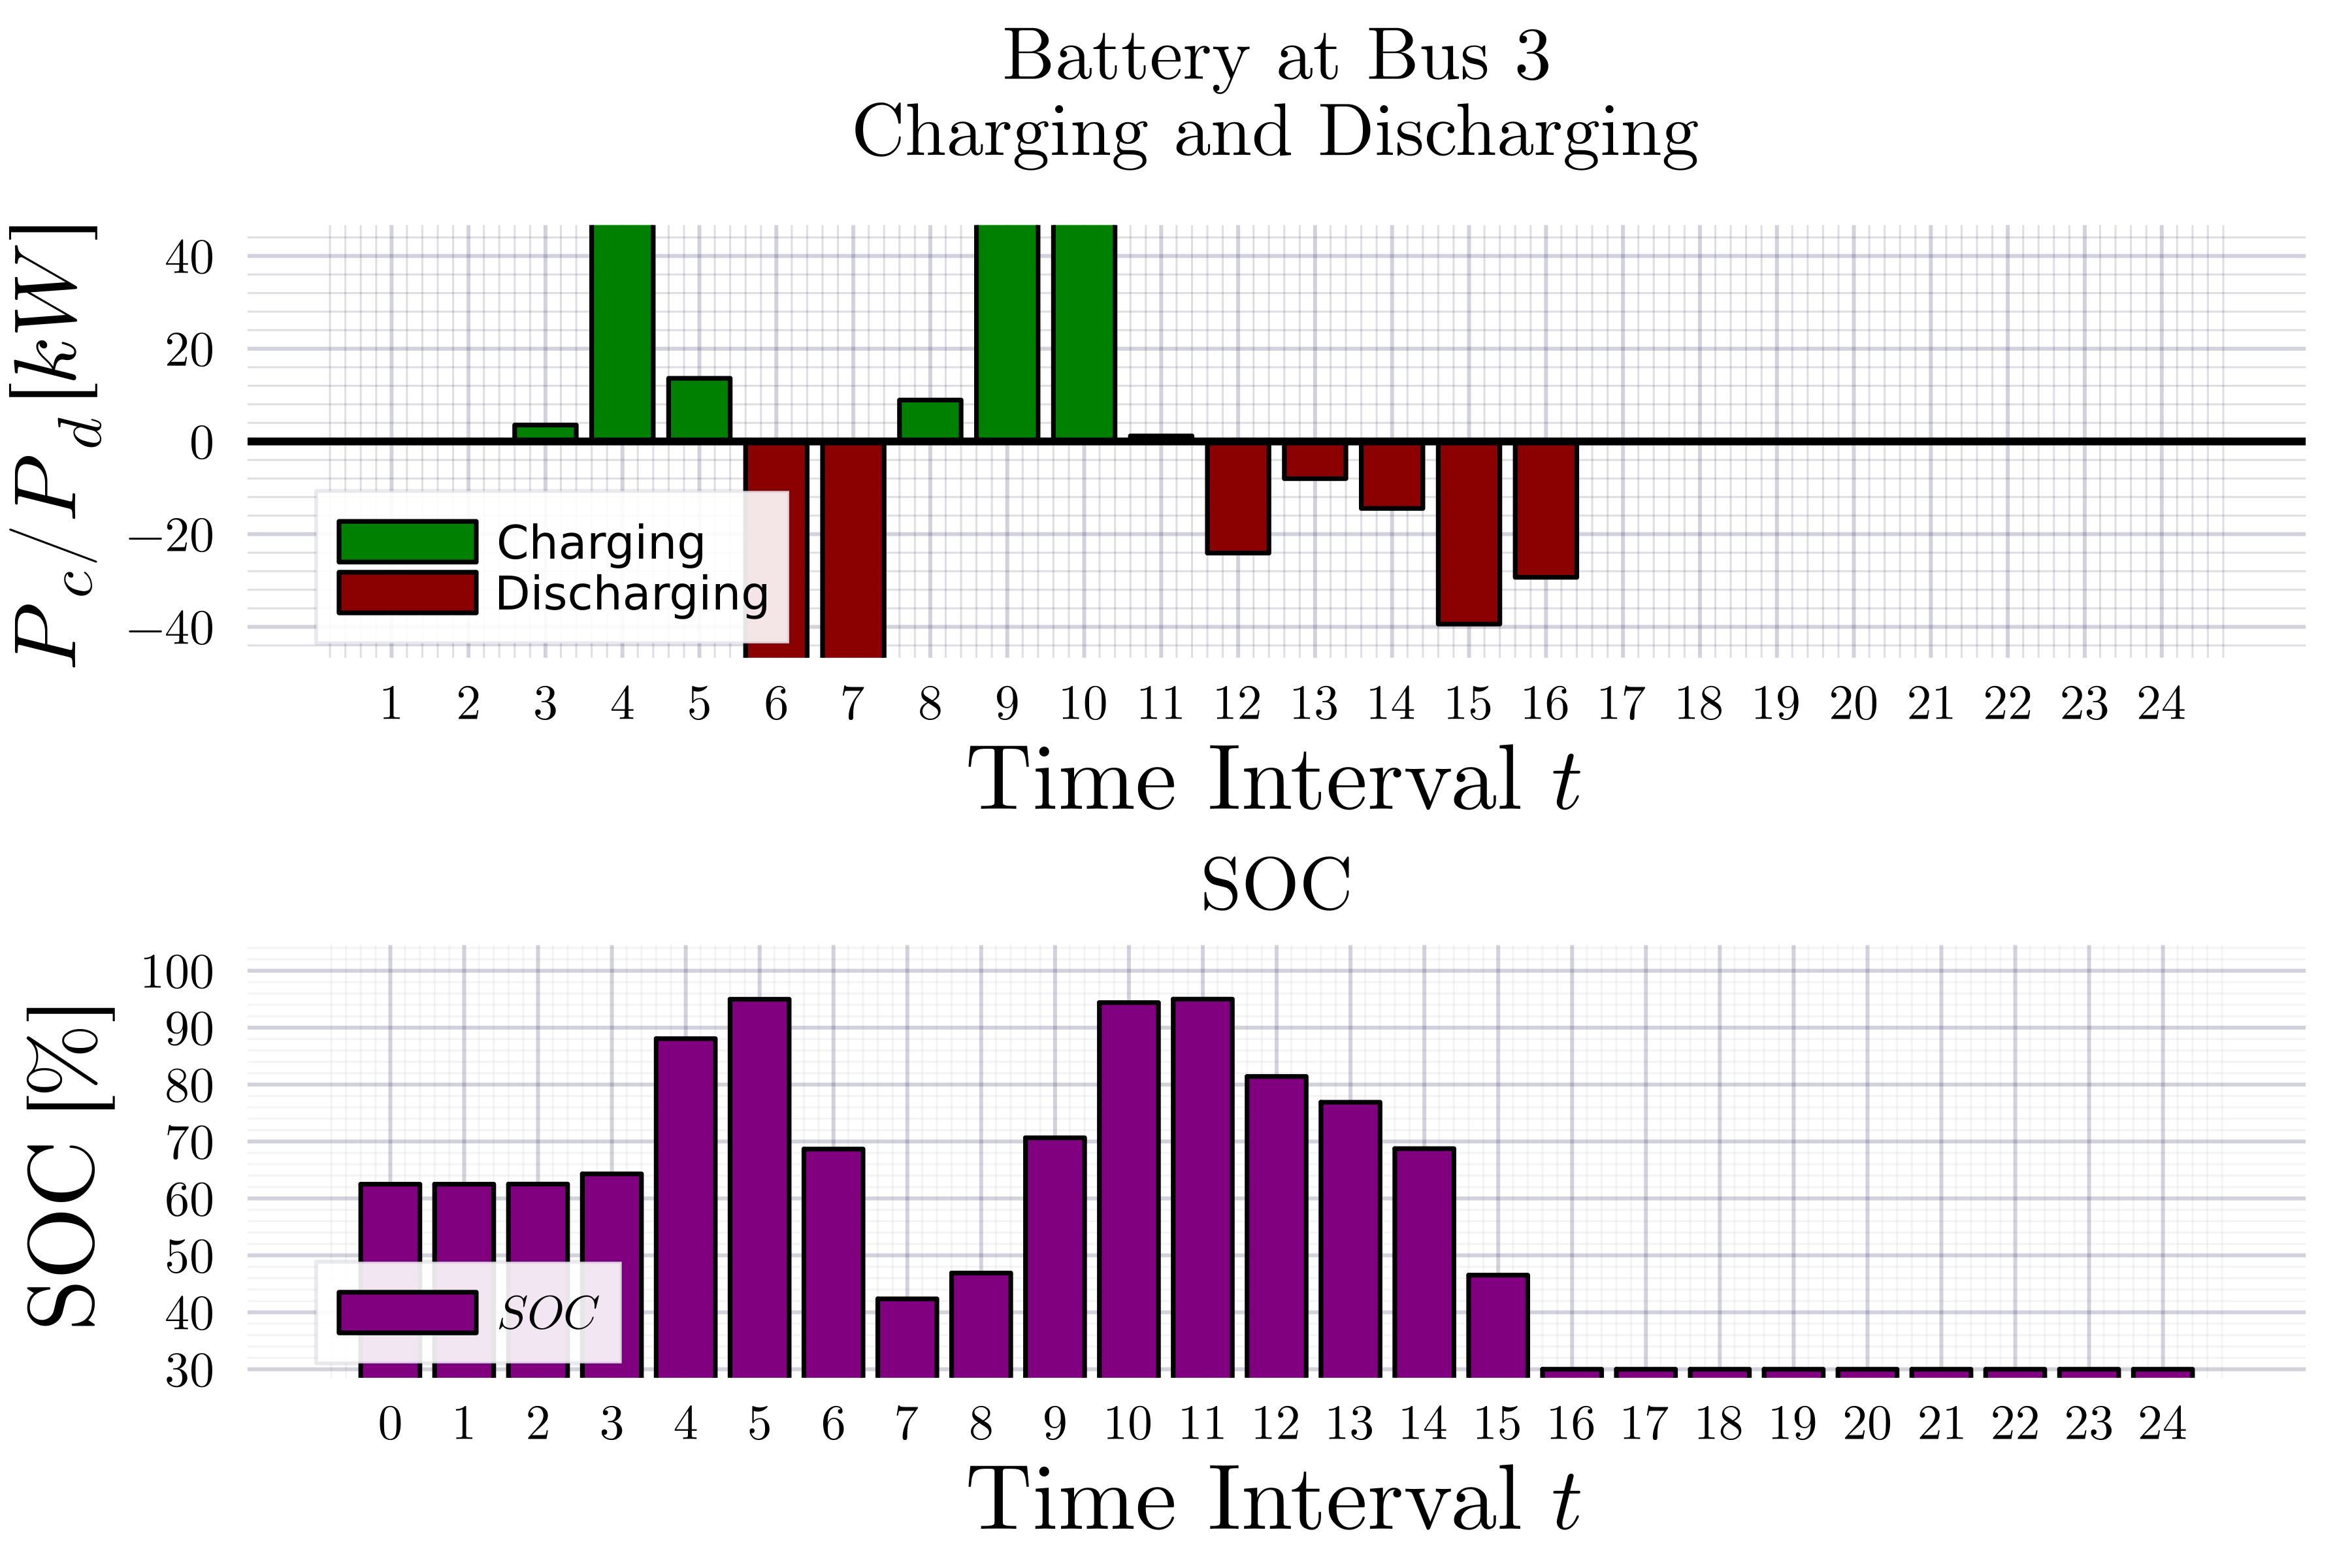 Battery at Bus 3
Charging and Discharging
P_c/P_d [kW]
40
20
0
−20
−40
Charging
Discharging
1 2 3 4 5 6 7 8 9 10 11 12 13 14 15 16 17 18 19 20 21 22 23 24
Time Interval t
SOC
SOC [%]
100
90
80
70
60
50
40
30
SOC
0 1 2 3 4 5 6 7 8 9 10 11 12 13 14 15 16 17 18 19 20 21 22 23 24
Time Interval t